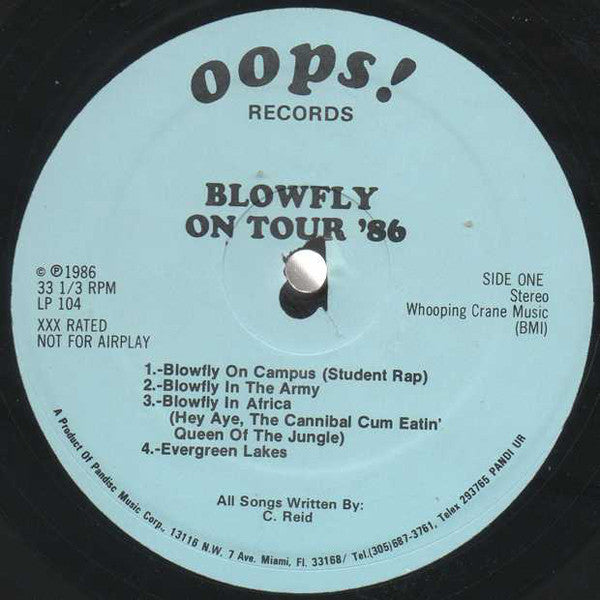 oops!
RECORDS
BLOWFLY
ON TOUR '86
© ℗ 1986
33 1/3 RPM
LP 104
XXX RATED
NOT FOR AIRPLAY
SIDE ONE
Stereo
Whooping Crane Music
(BMI)
1.-Blowfly On Campus (Student Rap)
2.-Blowfly In The Army
3.-Blowfly In Africa
(Hey Aye, The Cannibal Cum Eatin'
Queen Of The Jungle)
4.-Evergreen Lakes
All Songs Written By:
C. Reid
A Product Of Pandisc Music Corp., 13116 N.W. 7 Ave. Miami, Fl. 33168/ Tel.(305)687-3761, Telex 293765 PANDI UR